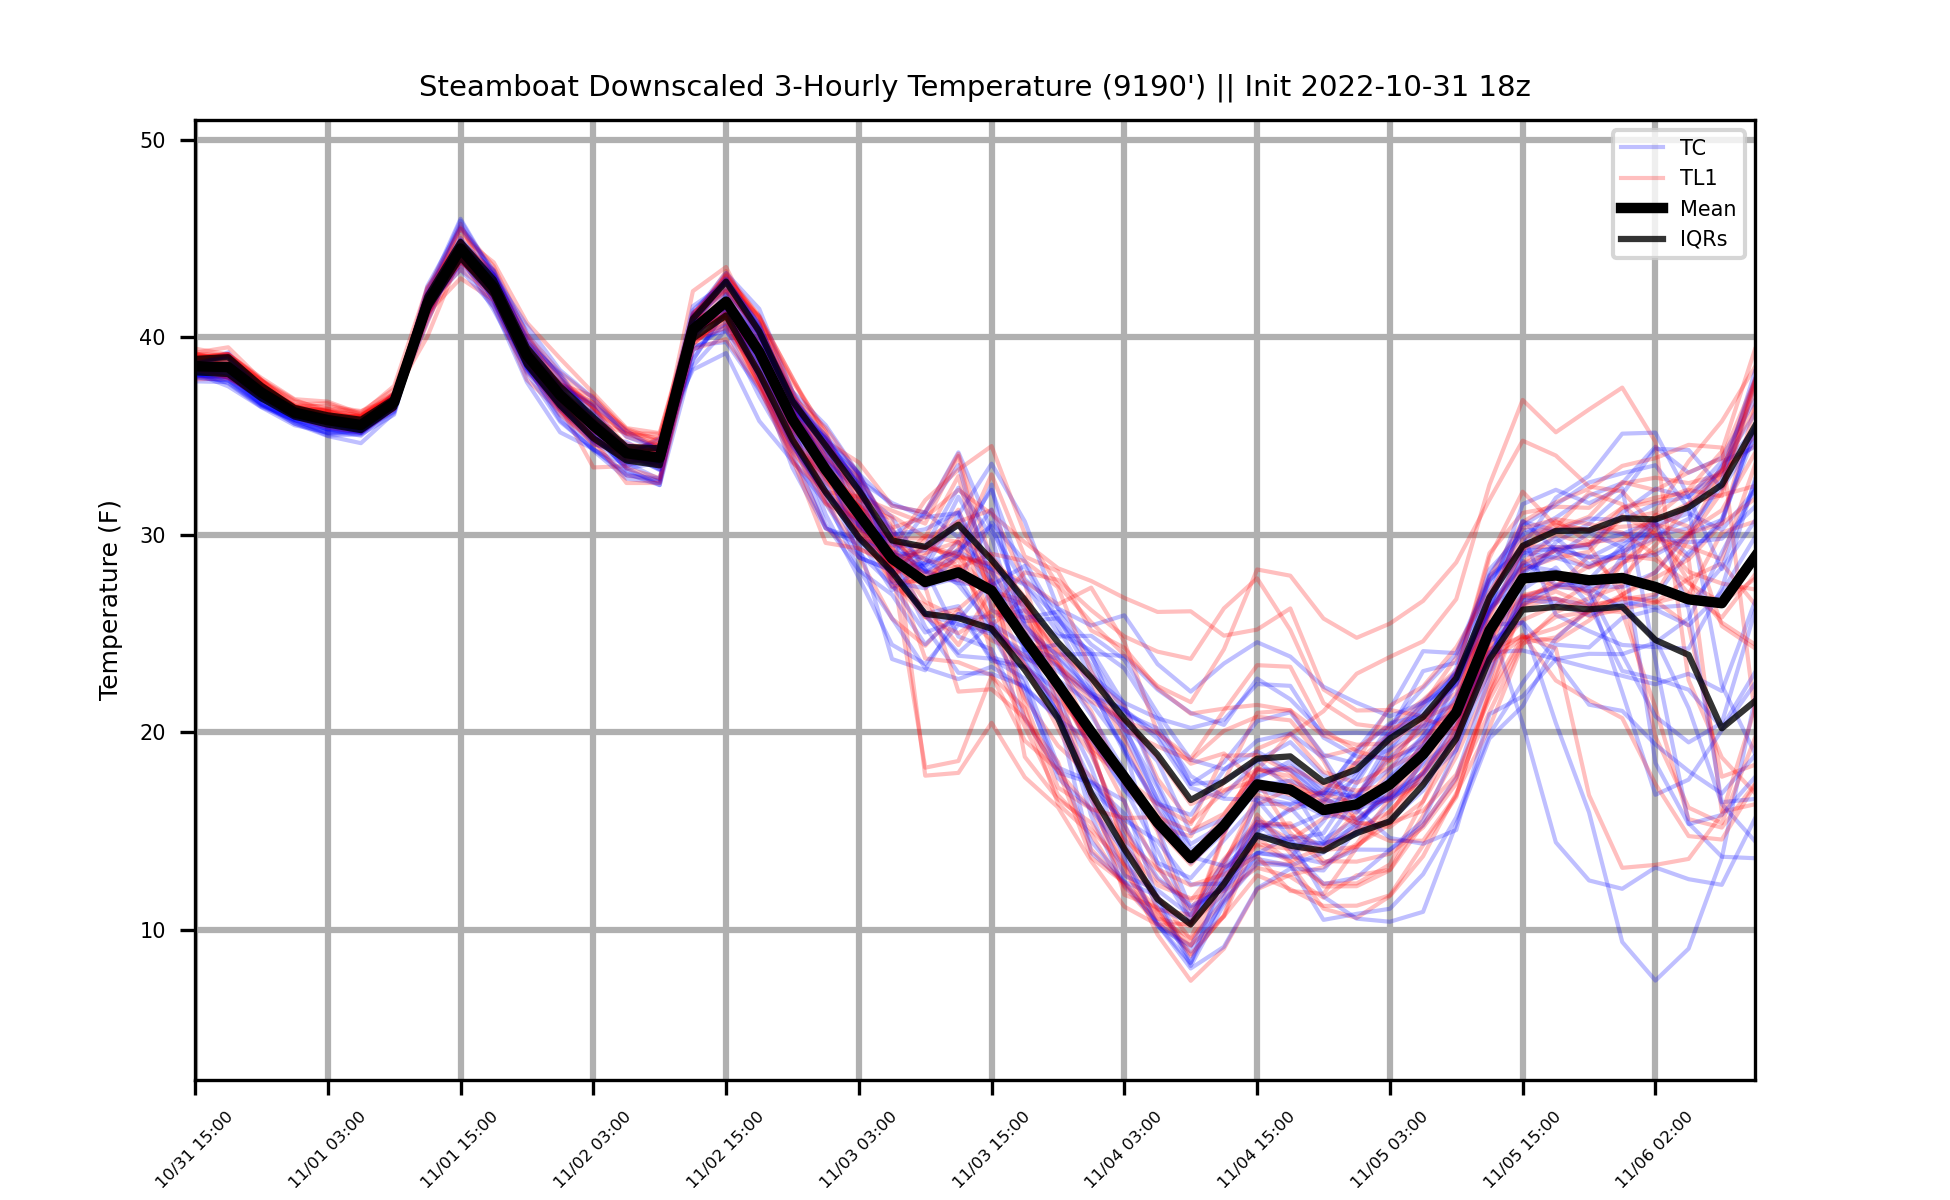 Steamboat Downscaled 3-Hourly Temperature (9190') || Init 2022-10-31 18z
TC
TL1
Mean
IQRs
Temperature (F)
50
40
30
20
10
10/31 15:00
11/01 03:00
11/01 15:00
11/02 03:00
11/02 15:00
11/03 03:00
11/03 15:00
11/04 03:00
11/04 15:00
11/05 03:00
11/05 15:00
11/06 02:00